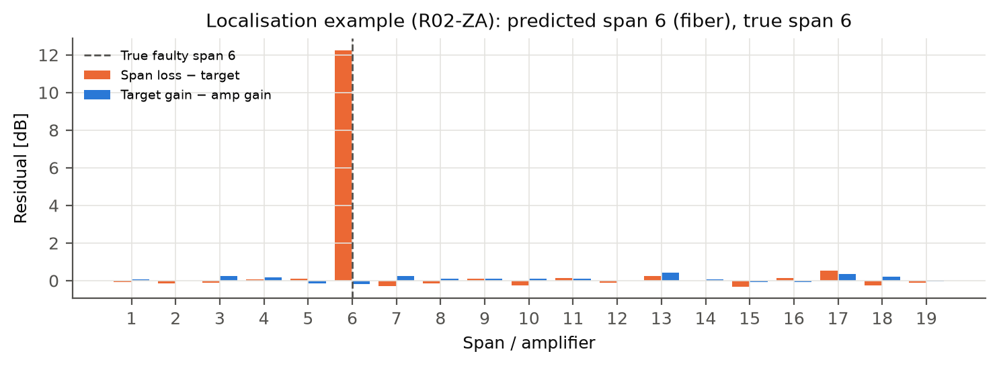 Localisation example (R02-ZA): predicted span 6 (fiber), true span 6
True faulty span 6
Span loss − target
Target gain − amp gain
Residual [dB]
12
10
8
6
4
2
0
1 2 3 4 5 6 7 8 9 10 11 12 13 14 15 16 17 18 19
Span / amplifier